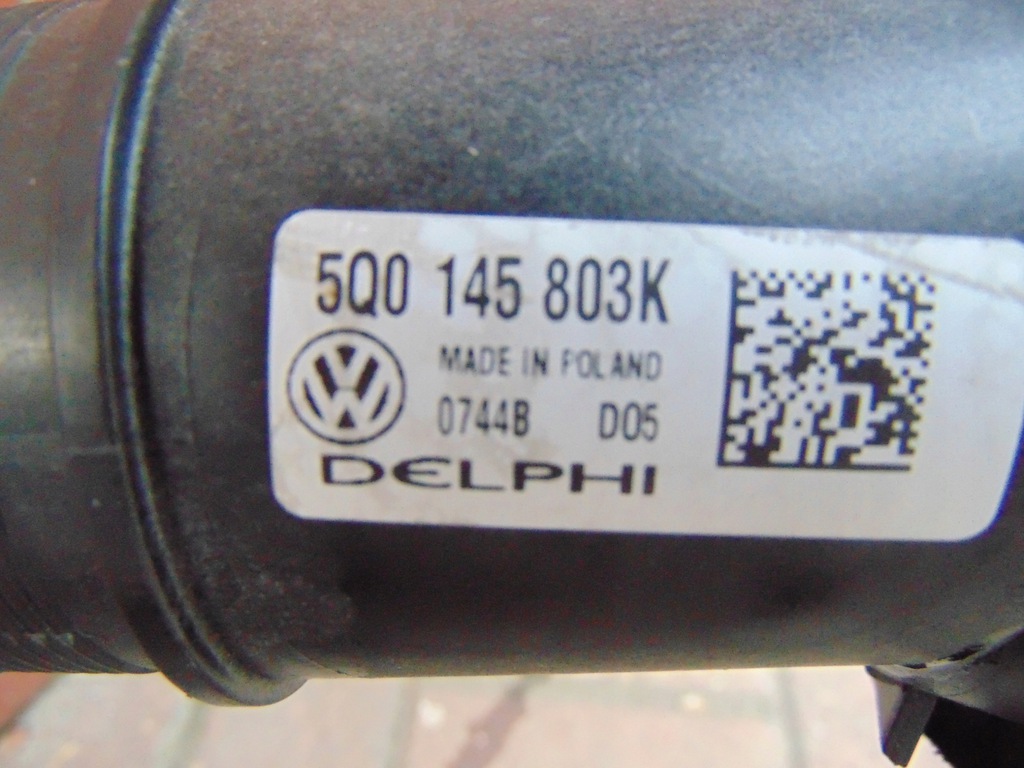 5Q0 145 803K
MADE IN POLAND
0744B D05
DELPHI